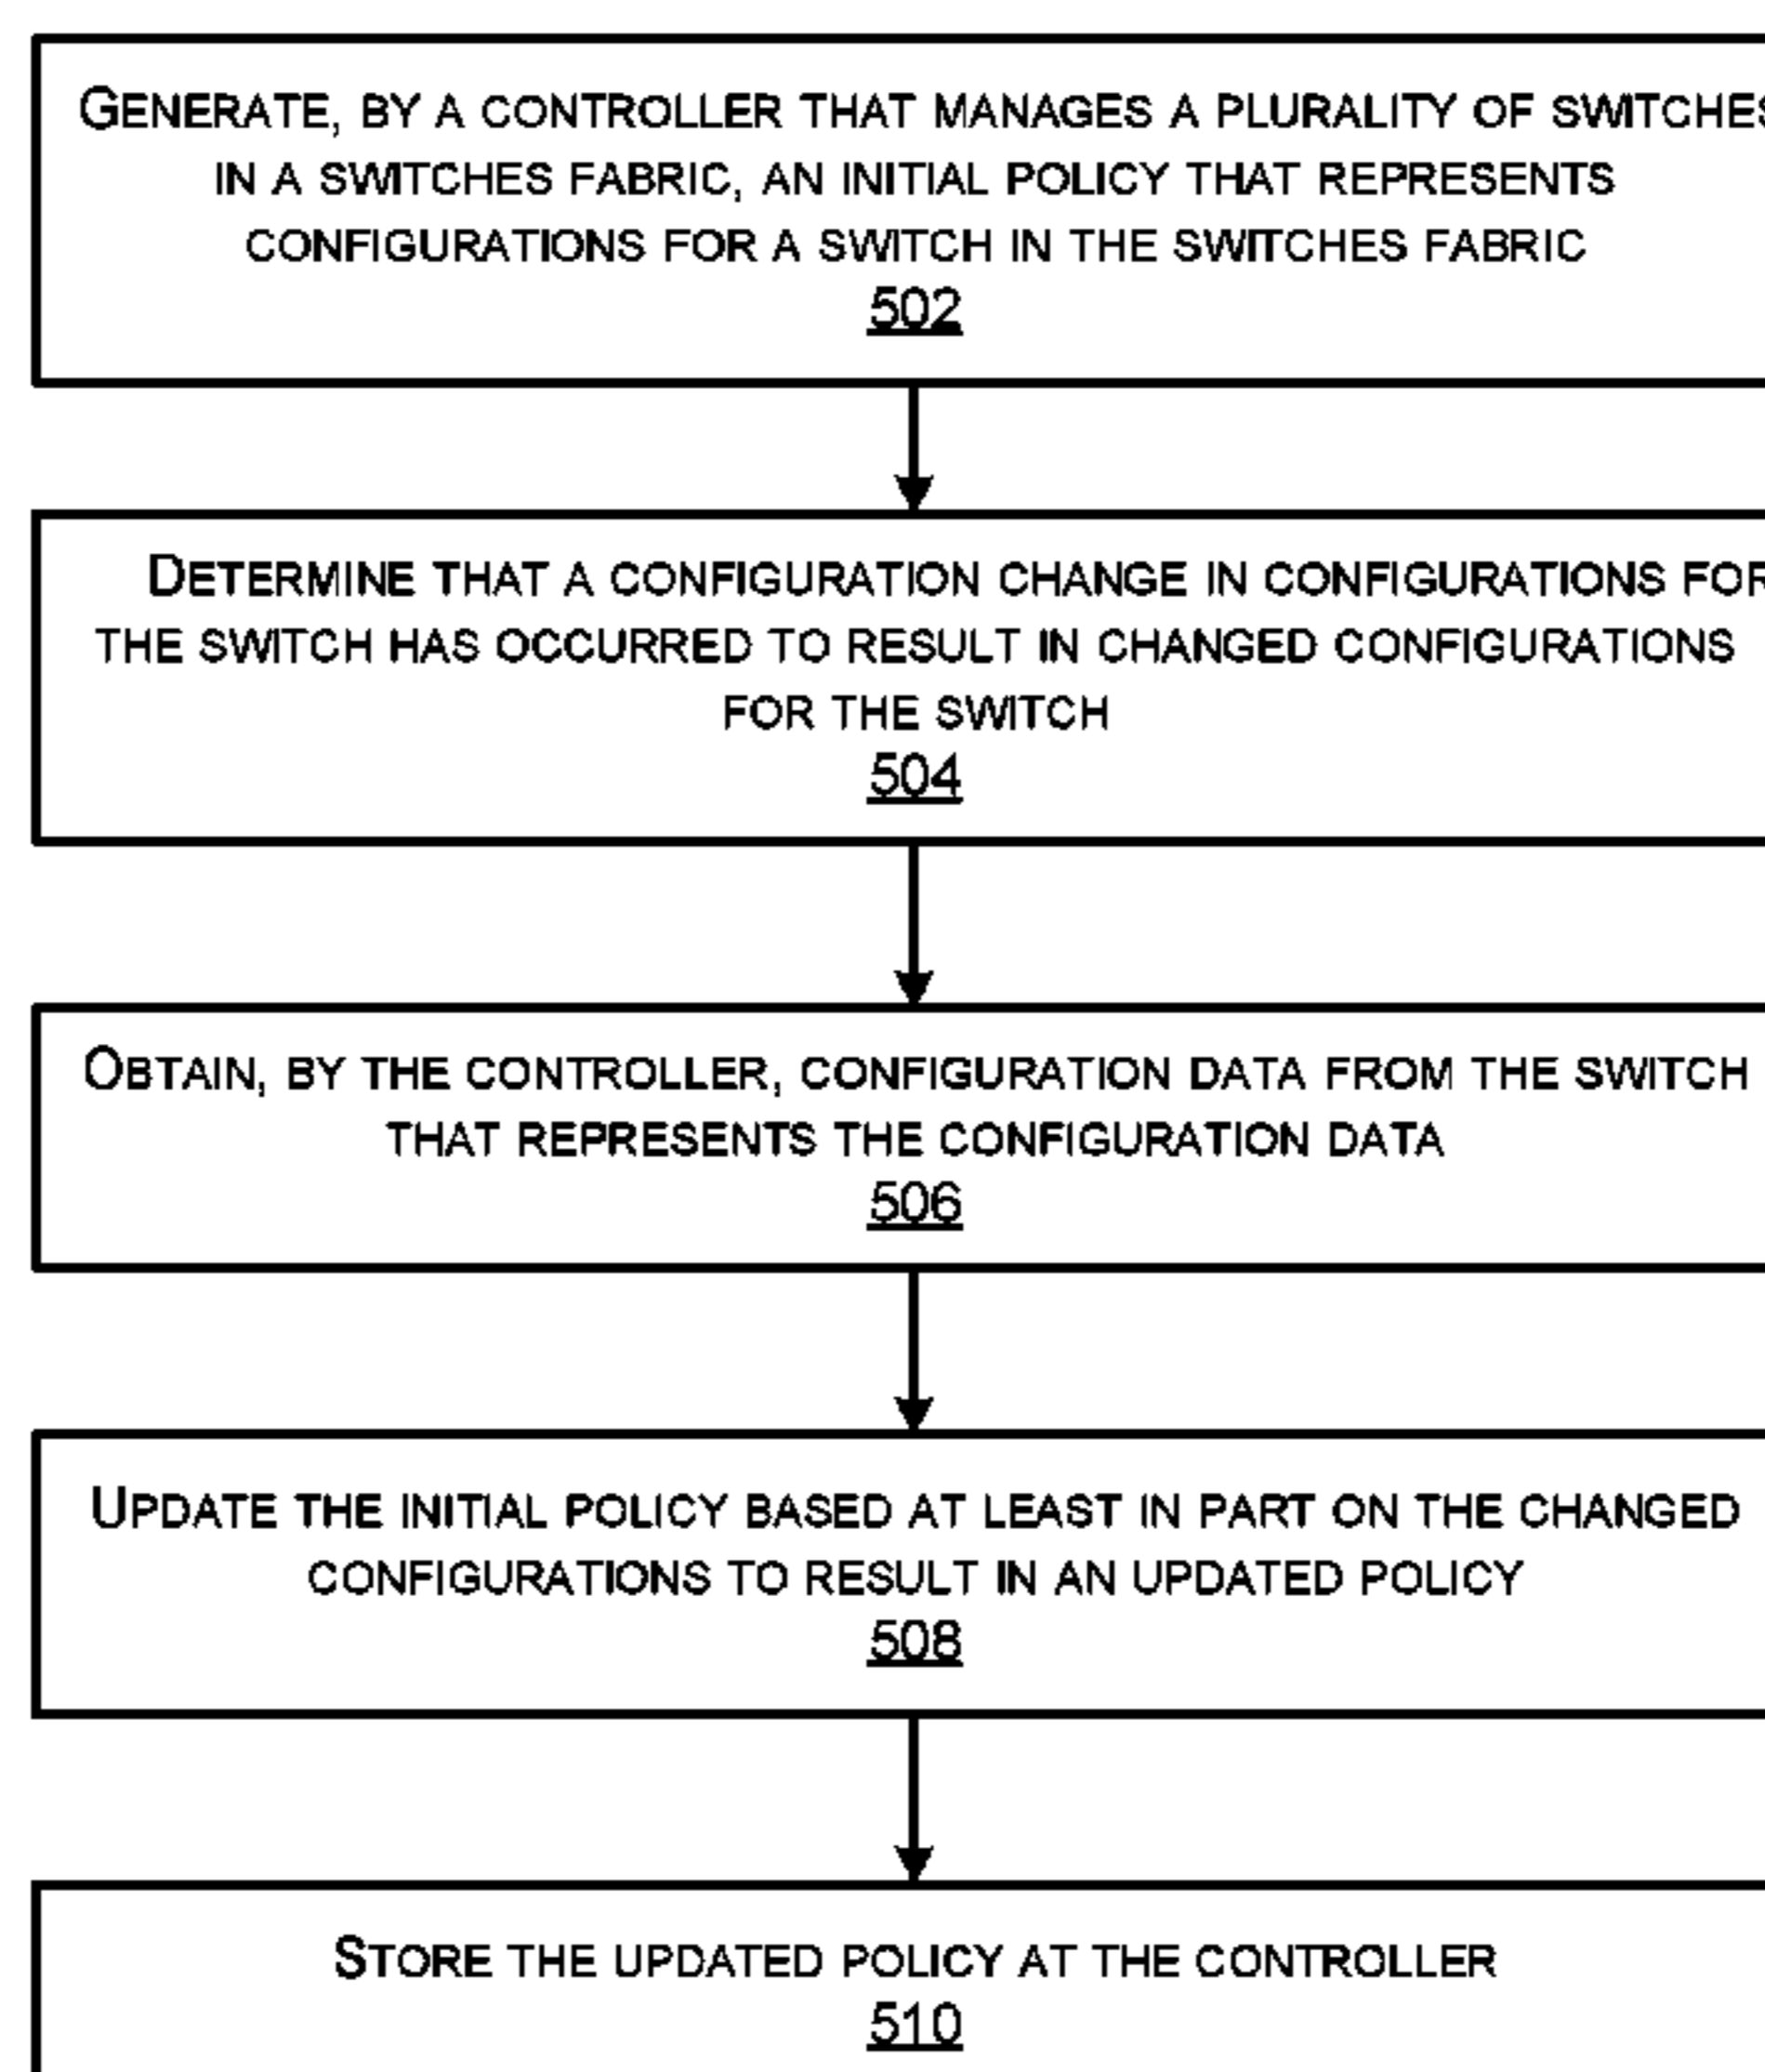 GENERATE, BY A CONTROLLER THAT MANAGES A PLURALITY OF SWITCHES
IN A SWITCHES FABRIC, AN INITIAL POLICY THAT REPRESENTS
CONFIGURATIONS FOR A SWITCH IN THE SWITCHES FABRIC
502
DETERMINE THAT A CONFIGURATION CHANGE IN CONFIGURATIONS FOR
THE SWITCH HAS OCCURRED TO RESULT IN CHANGED CONFIGURATIONS
FOR THE SWITCH
504
OBTAIN, BY THE CONTROLLER, CONFIGURATION DATA FROM THE SWITCH
THAT REPRESENTS THE CONFIGURATION DATA
506
UPDATE THE INITIAL POLICY BASED AT LEAST IN PART ON THE CHANGED
CONFIGURATIONS TO RESULT IN AN UPDATED POLICY
508
STORE THE UPDATED POLICY AT THE CONTROLLER
510